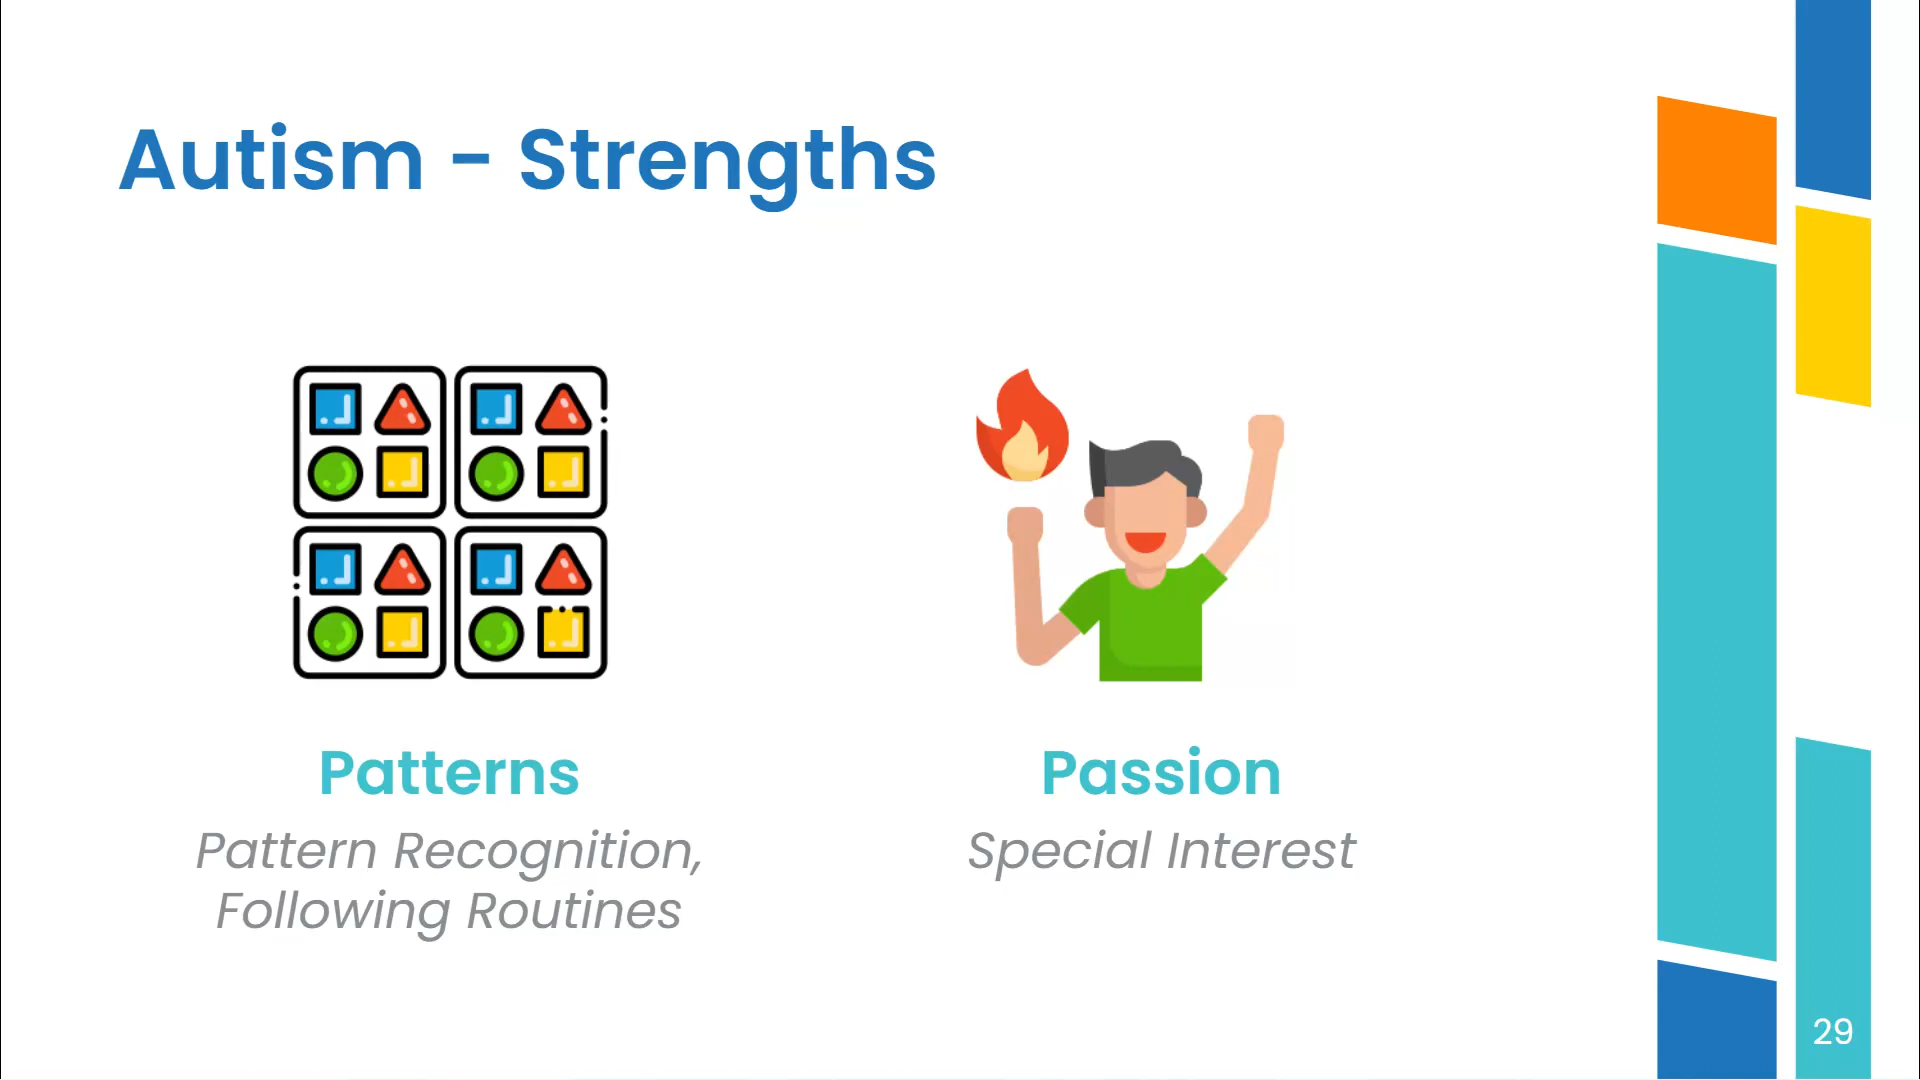 Autism - Strengths
Patterns
Pattern Recognition,
Following Routines
Passion
Special Interest
29